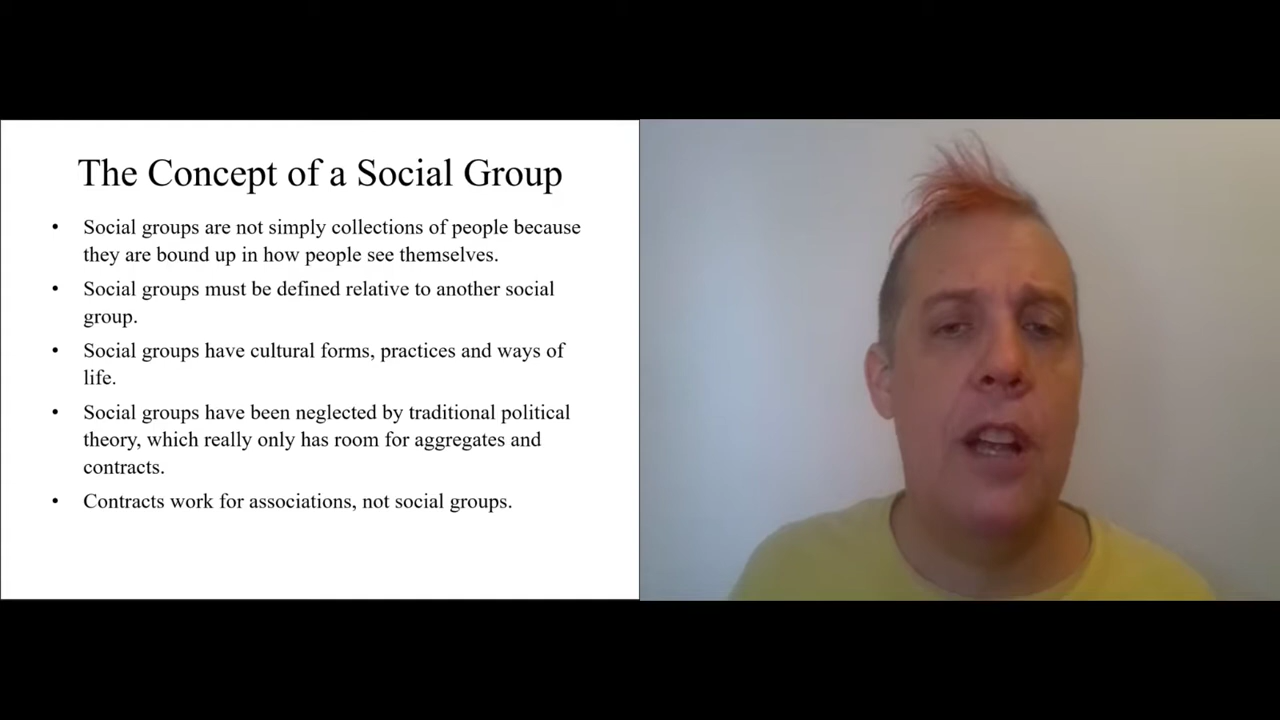 The Concept of a Social Group
• Social groups are not simply collections of people because
they are bound up in how people see themselves.
• Social groups must be defined relative to another social
group.
• Social groups have cultural forms, practices and ways of
life.
• Social groups have been neglected by traditional political
theory, which really only has room for aggregates and
contracts.
• Contracts work for associations, not social groups.